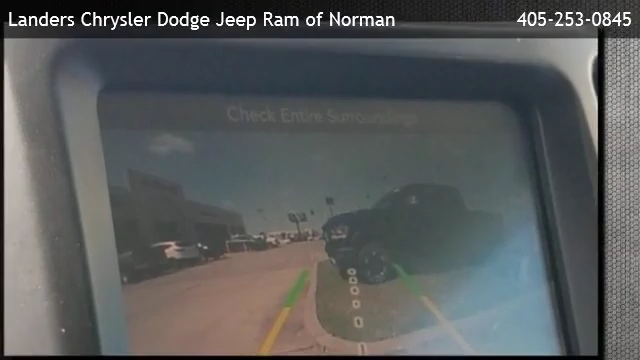 Landers Chrysler Dodge Jeep Ram of Norman
405-253-0845
Check Entire Surroundings